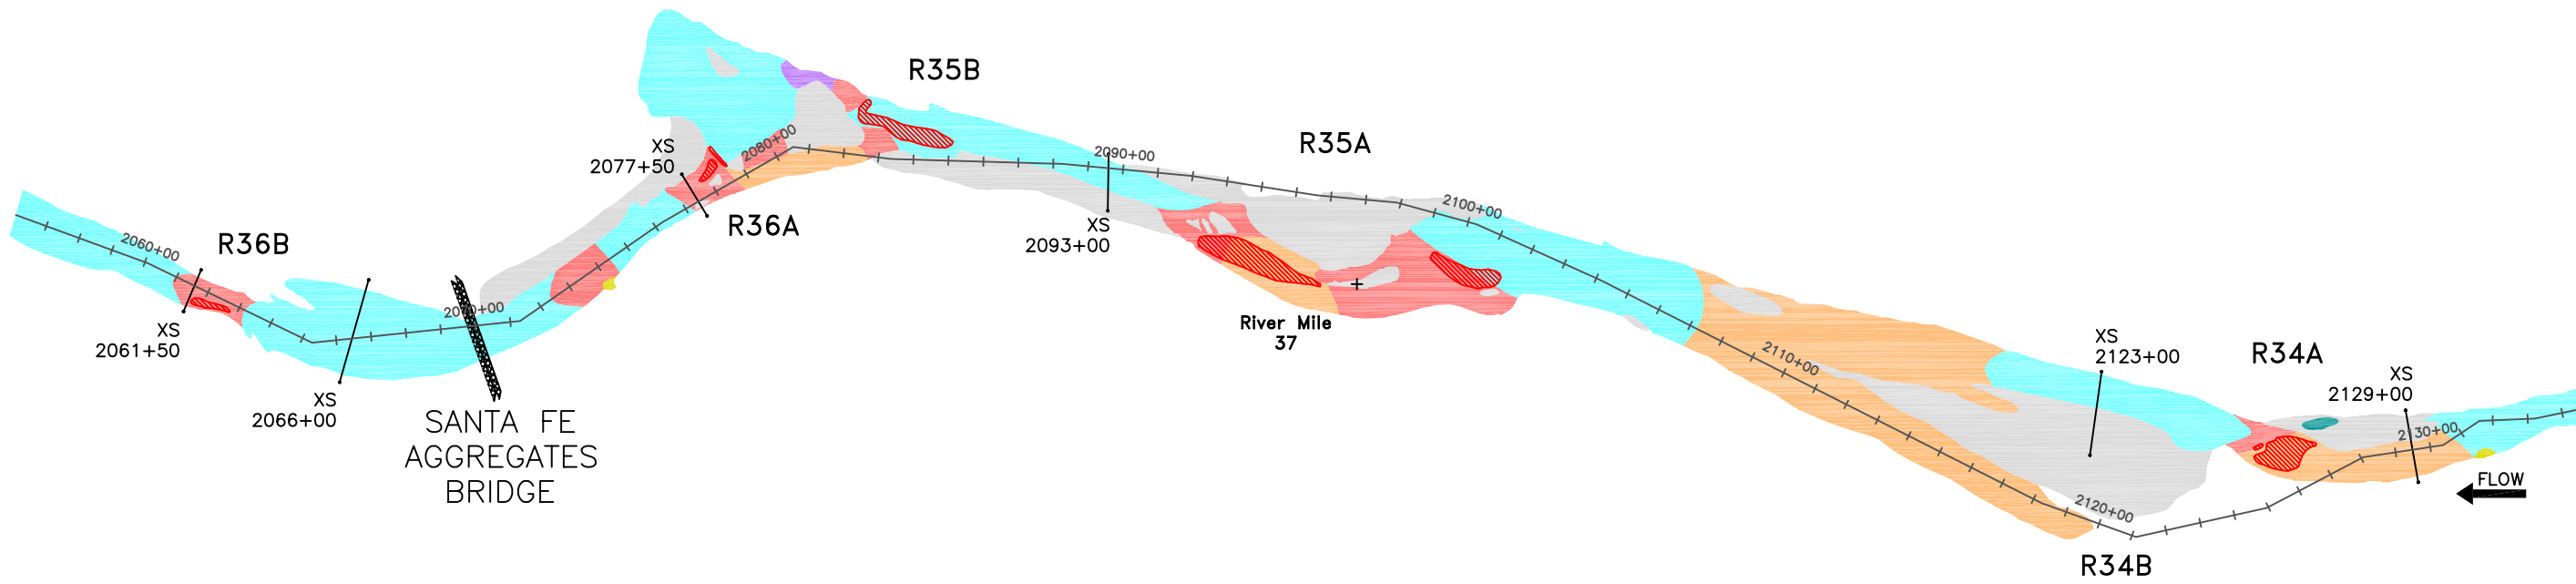 R35B
R35A
XS
2077+50
2080+00
2090+00
R36A
XS
2093+00
2100+00
R36B
2060+00
XS
2061+50
XS
2066+00
2070+00
SANTA FE
AGGREGATES
BRIDGE
River Mile
37
2110+00
XS
2123+00
R34A
XS
2129+00
2130+00
FLOW
2120+00
R34B